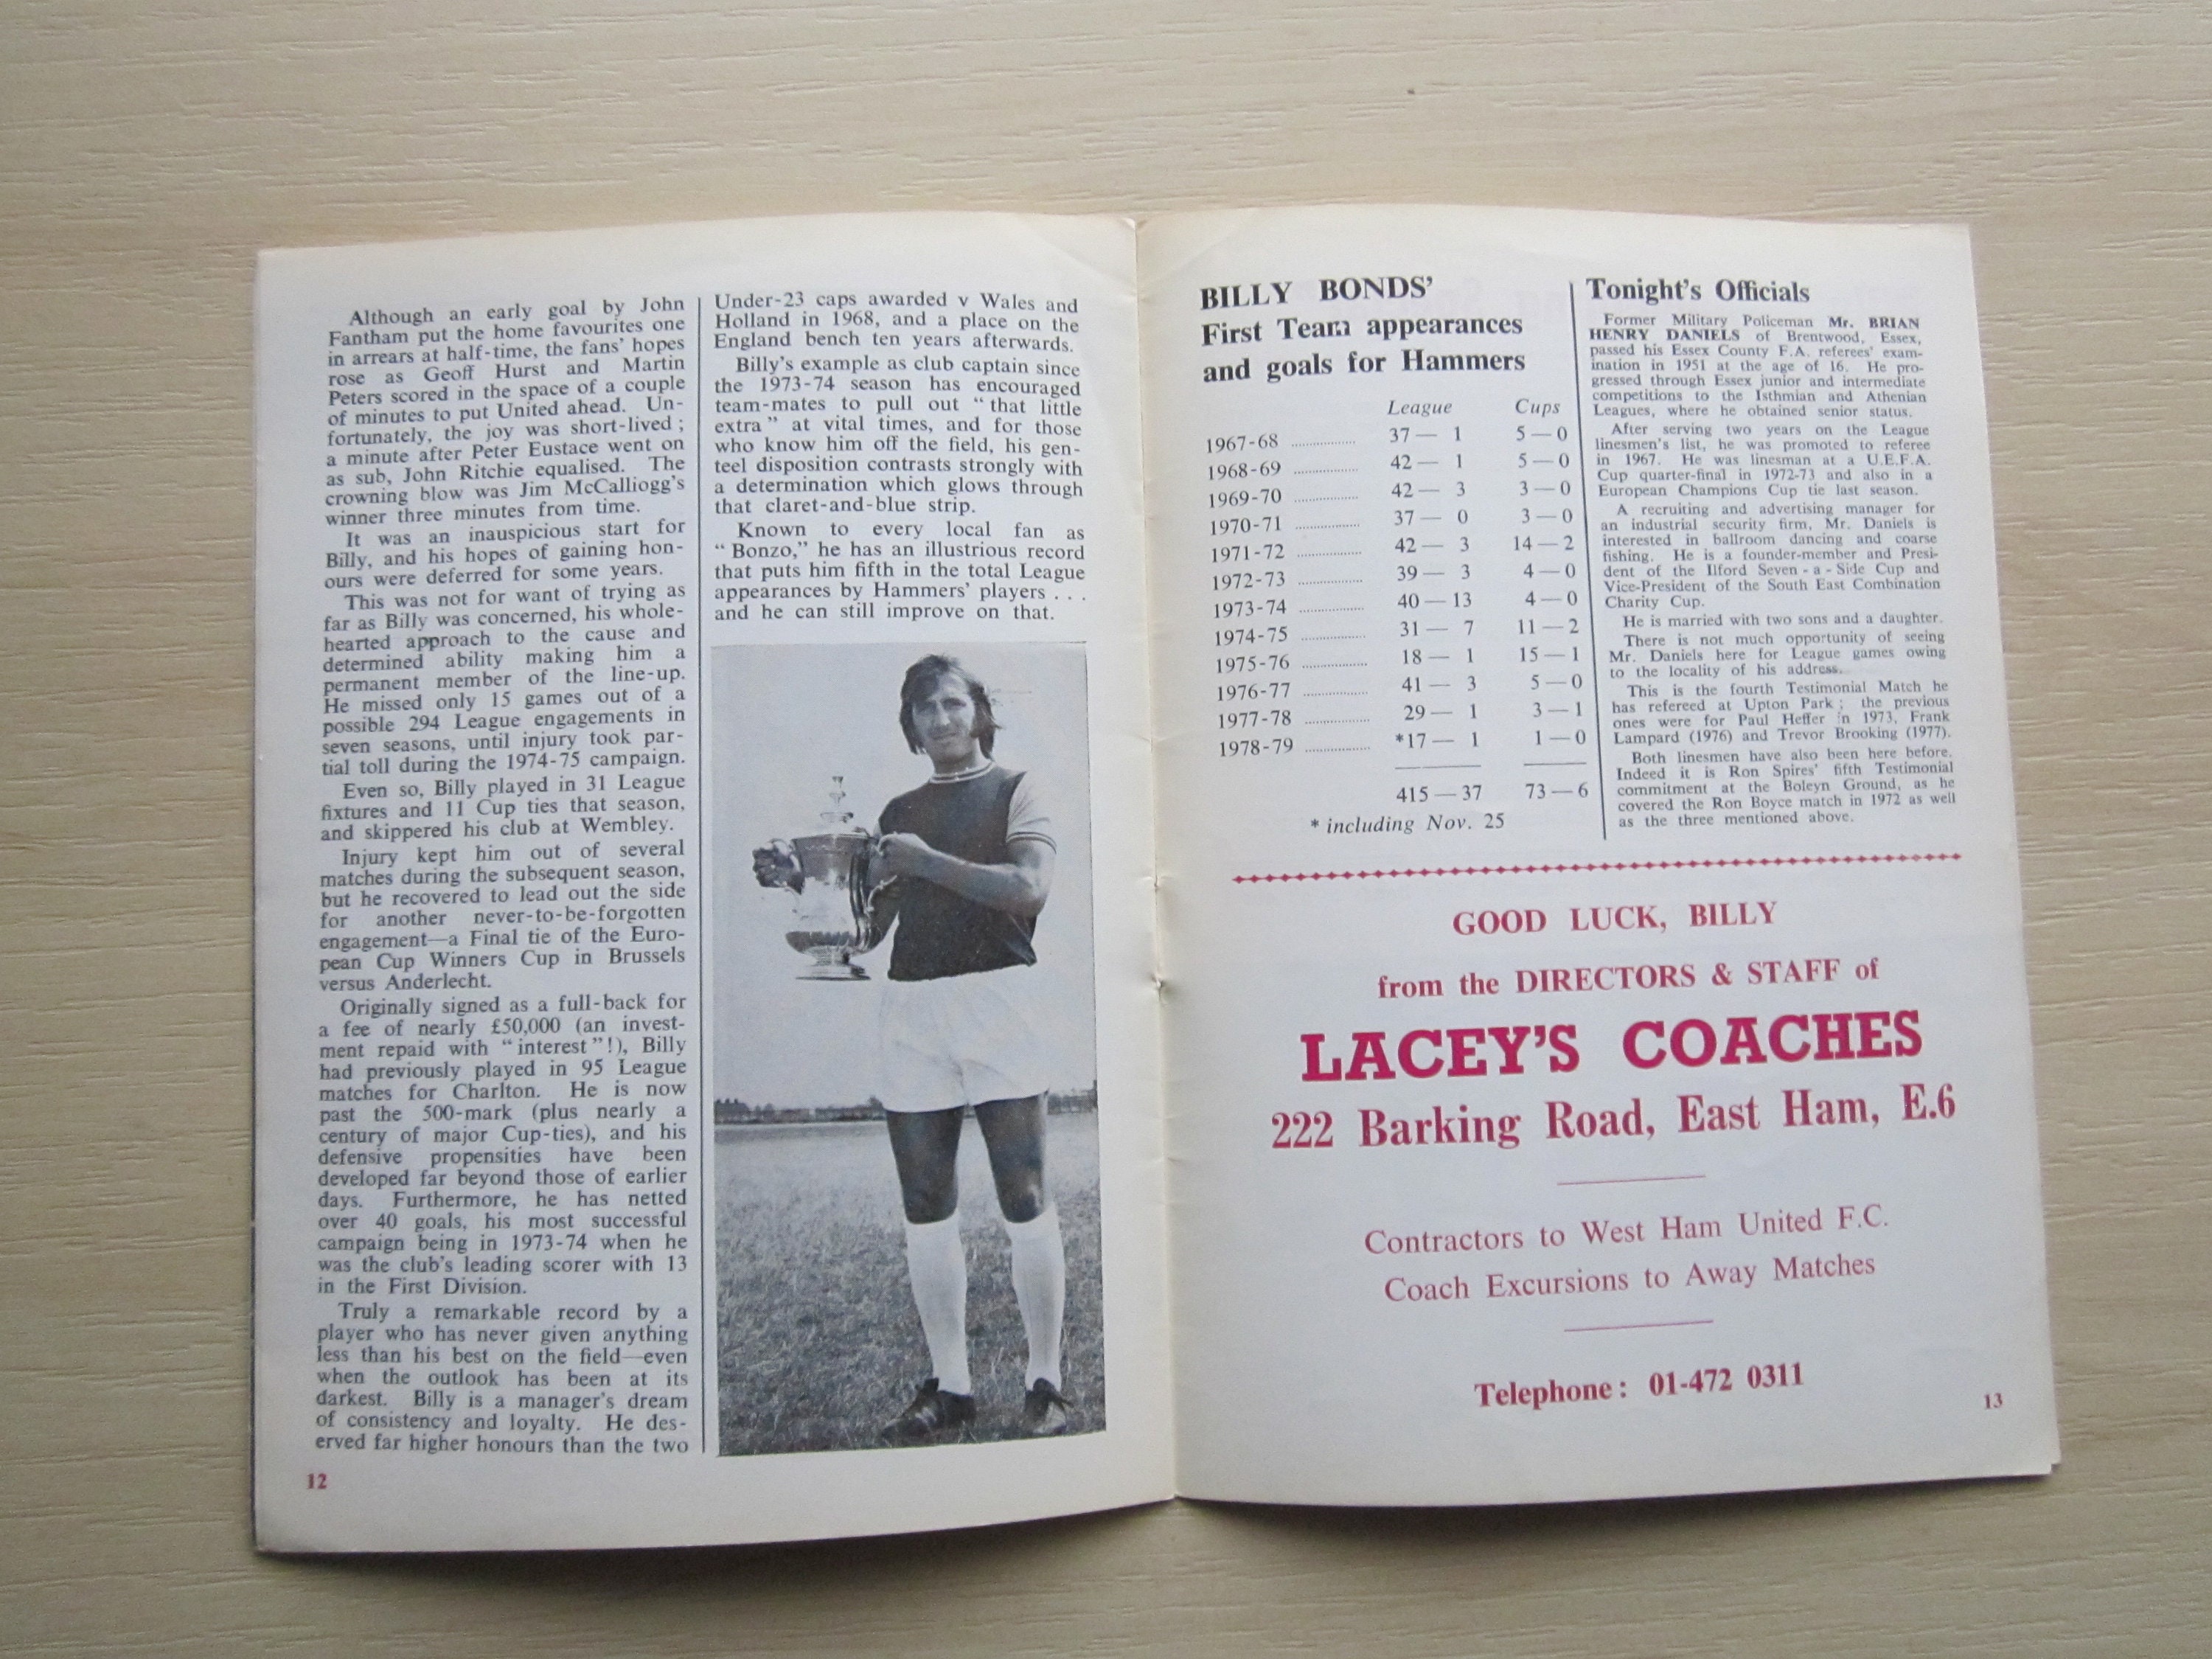 Although an early goal by John
Fantham put the home favourites one
in arrears at half-time, the fans' hopes
rose as Geoff Hurst and Martin
Peters scored in the space of a couple
of minutes to put United ahead. Un-
fortunately, the joy was short-lived ;
a minute after Peter Eustace went on
as sub, John Ritchie equalised. The
crowning blow was Jim McCalliogg's
winner three minutes from time.
It was an inauspicious start for
Billy, and his hopes of gaining hon-
ours were deferred for some years.
This was not for want of trying as
far as Billy was concerned, his whole-
hearted approach to the cause and
determined ability making him a
permanent member of the line-up.
He missed only 15 games out of a
possible 294 League engagements in
seven seasons, until injury took par-
tial toll during the 1974-75 campaign.
Even so, Billy played in 31 League
fixtures and 11 Cup ties that season,
and skippered his club at Wembley.
Injury kept him out of several
matches during the subsequent season,
but he recovered to lead out the side
for another never-to-be-forgotten
engagement—a Final tie of the Euro-
pean Cup Winners Cup in Brussels
versus Anderlecht.
Originally signed as a full-back for
a fee of nearly £50,000 (an invest-
ment repaid with "interest"!), Billy
had previously played in 95 League
matches for Charlton. He is now
past the 500-mark (plus nearly a
century of major Cup-ties), and his
defensive propensities have been
developed far beyond those of earlier
days. Furthermore, he has netted
over 40 goals, his most successful
campaign being in 1973-74 when he
was the club's leading scorer with 13
in the First Division.
Truly a remarkable record by a
player who has never given anything
less than his best on the field—even
when the outlook has been at its
darkest. Billy is a manager's dream
of consistency and loyalty. He des-
erved far higher honours than the two
12
Under-23 caps awarded v Wales and
Holland in 1968, and a place on the
England bench ten years afterwards.
Billy's example as club captain since
the 1973-74 season has encouraged
team-mates to pull out "that little
extra" at vital times, and for those
who know him off the field, his gen-
teel disposition contrasts strongly with
a determination which glows through
that claret-and-blue strip.
Known to every local fan as
"Bonzo," he has an illustrious record
that puts him fifth in the total League
appearances by Hammers' players . . .
and he can still improve on that.
BILLY BONDS'
First Team appearances
and goals for Hammers
League Cups
1967-68 ............... 37 — 1 5 — 0
1968-69 ............... 42 — 1 5 — 0
1969-70 ............... 42 — 3 3 — 0
1970-71 ............... 37 — 0 3 — 0
1971-72 ............... 42 — 3 14 — 2
1972-73 ............... 39 — 3 4 — 0
1973-74 ............... 40 — 13 4 — 0
1974-75 ............... 31 — 7 11 — 2
1975-76 ............... 18 — 1 15 — 1
1976-77 ............... 41 — 3 5 — 0
1977-78 ............... 29 — 1 3 — 1
1978-79 ............... *17 — 1 1 — 0
415 — 37 73 — 6
* including Nov. 25
Tonight's Officials
Former Military Policeman Mr. BRIAN
HENRY DANIELS of Brentwood, Essex,
passed his Essex County F.A. referees' exam-
ination in 1951 at the age of 16. He pro-
gressed through Essex junior and intermediate
competitions to the Isthmian and Athenian
Leagues, where he obtained senior status.
After serving two years on the League
linesmen's list, he was promoted to referee
in 1967. He was linesman at a U.E.F.A.
Cup quarter-final in 1972-73 and also in a
European Champions Cup tie last season.
A recruiting and advertising manager for
an industrial security firm, Mr. Daniels is
interested in ballroom dancing and coarse
fishing. He is a founder-member and Presi-
dent of the Ilford Seven-a-Side Cup and
Vice-President of the South East Combination
Charity Cup.
He is married with two sons and a daughter.
There is not much opportunity of seeing
Mr. Daniels here for League games owing
to the locality of his address.
This is the fourth Testimonial Match he
has refereed at Upton Park ; the previous
ones were for Paul Heffer in 1973, Frank
Lampard (1976) and Trevor Brooking (1977).
Both linesmen have also been here before.
Indeed it is Ron Spires' fifth Testimonial
commitment at the Boleyn Ground, as he
covered the Ron Boyce match in 1972 as well
as the three mentioned above.
GOOD LUCK, BILLY
from the DIRECTORS & STAFF of
LACEY'S COACHES
222 Barking Road, East Ham, E.6
Contractors to West Ham United F.C.
Coach Excursions to Away Matches
Telephone : 01-472 0311
13